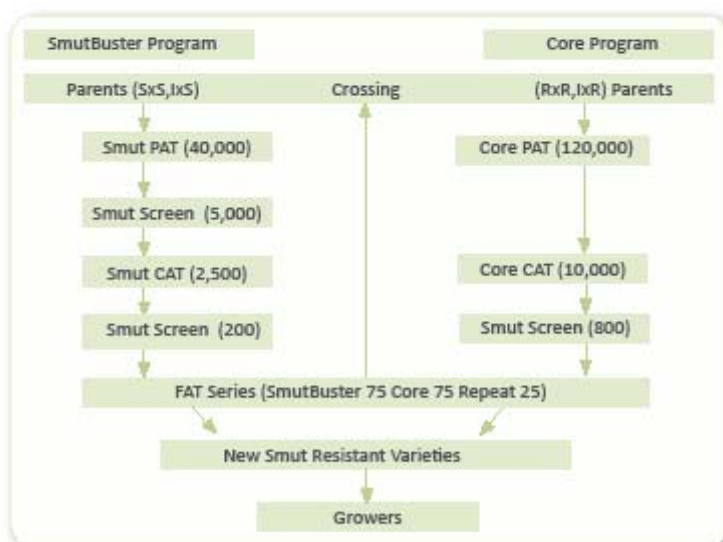 SmutBuster Program
Core Program
Parents (SxS,IxS)
Crossing
(RxR,IxR) Parents
Smut PAT (40,000)
Core PAT (120,000)
Smut Screen (5,000)
Smut CAT (2,500)
Core CAT (10,000)
Smut Screen (200)
Smut Screen (800)
FAT Series (SmutBuster 75 Core 75 Repeat 25)
New Smut Resistant Varieties
Growers